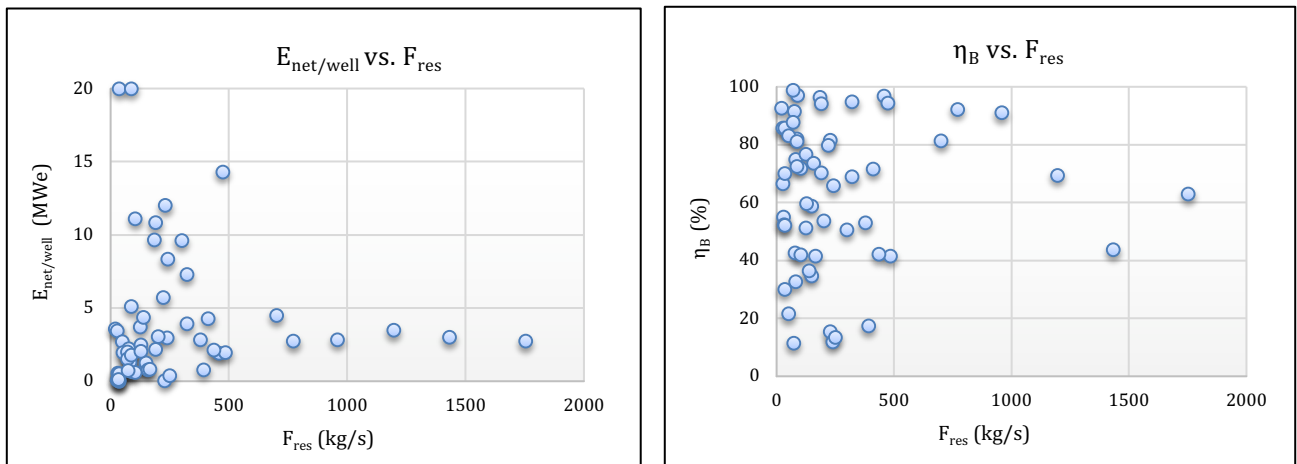 E_net/well vs. F_res
20
15
10
5
0
0 500 1000 1500 2000
E_net/well (MWe)
F_res (kg/s)
η_B vs. F_res
100
80
60
40
20
0
0 500 1000 1500 2000
η_B (%)
F_res (kg/s)